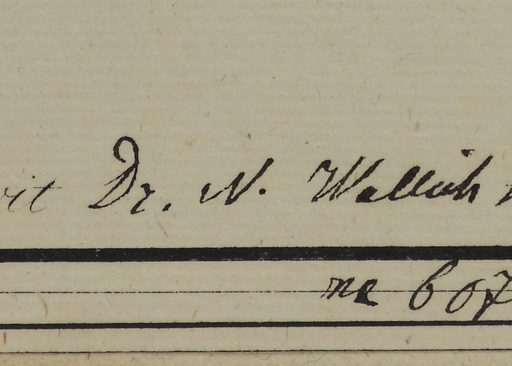 rit Dr. N. Wallich
no 607